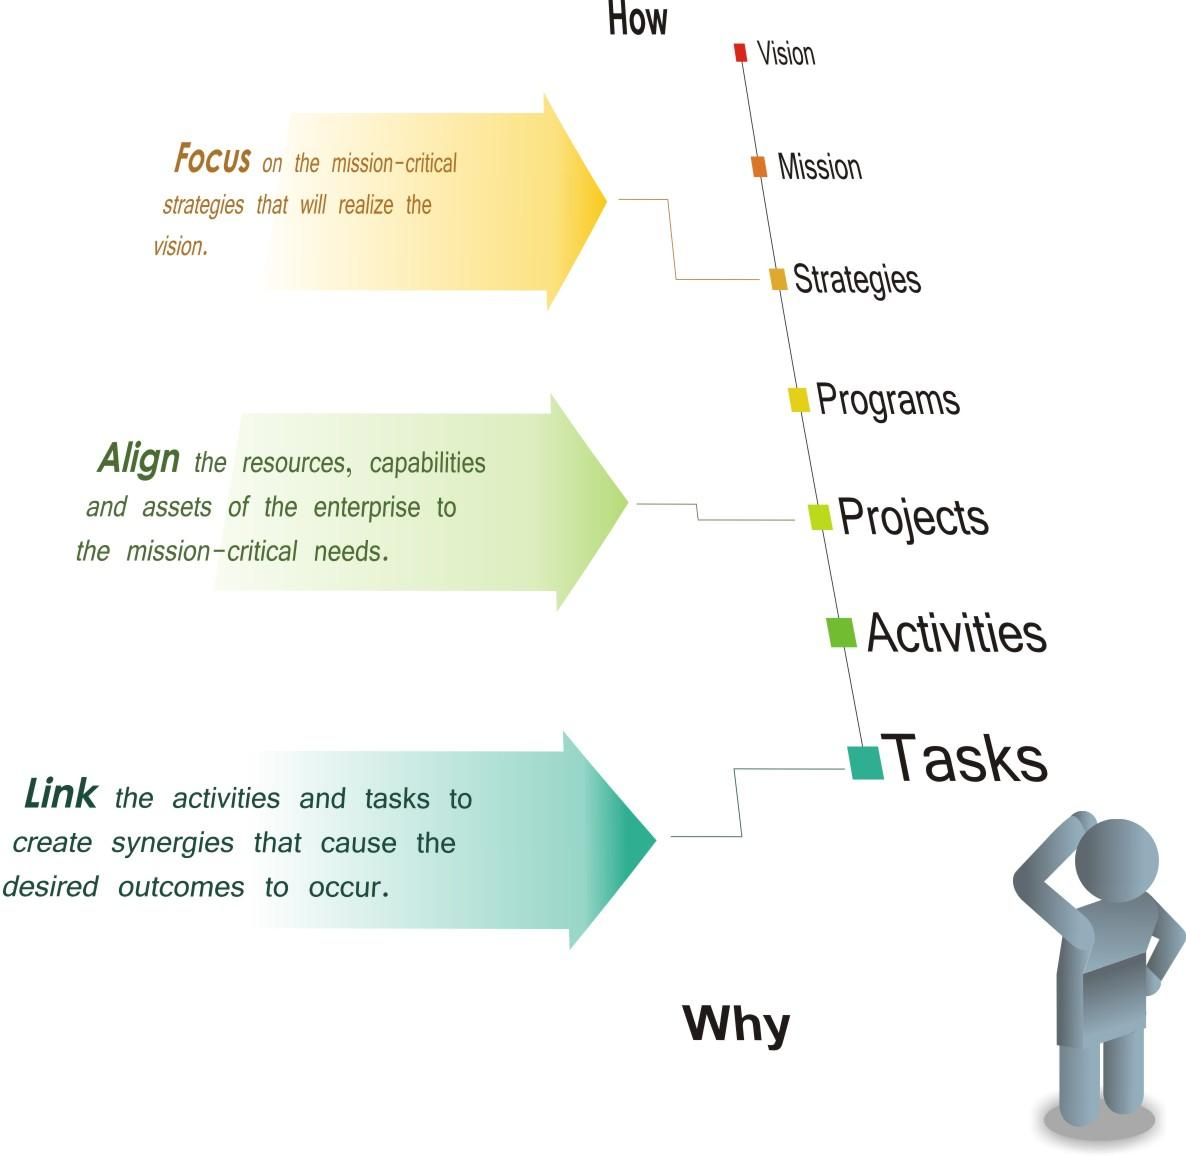 How
Vision
Mission
Focus on the mission-critical
strategies that will realize the
vision.
Strategies
Programs
Align the resources, capabilities
and assets of the enterprise to
the mission-critical needs.
Projects
Activities
Tasks
Link the activities and tasks to
create synergies that cause the
desired outcomes to occur.
Why